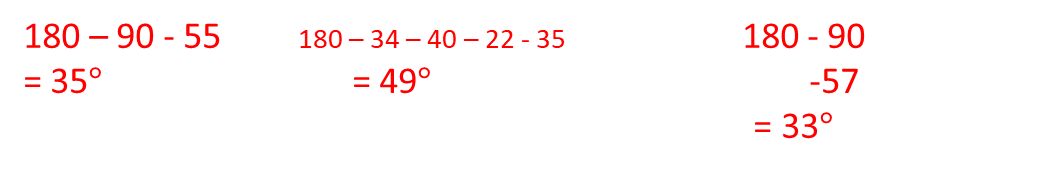 180 – 90 - 55
= 35°
180 – 34 – 40 – 22 - 35
= 49°
180 - 90
-57
= 33°